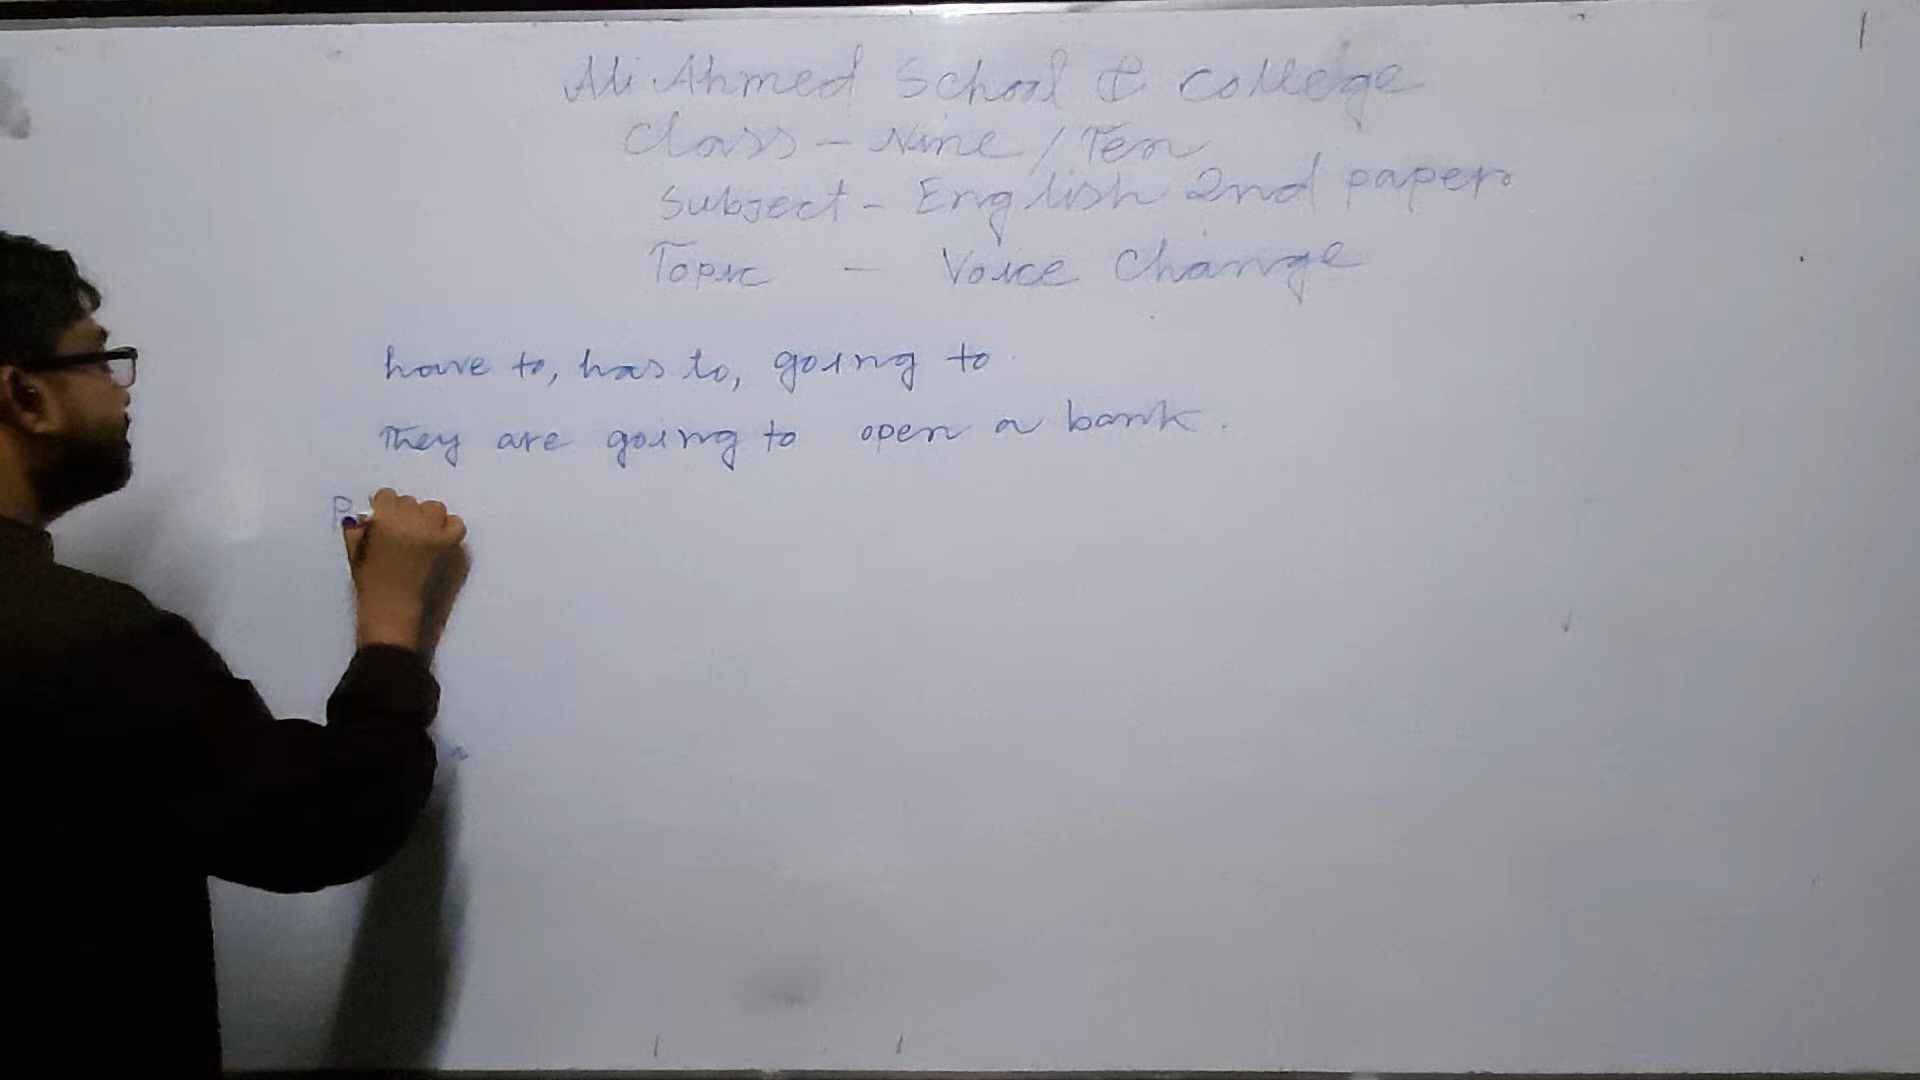 Ali Ahmed School & College
Class - Nine / Ten
Subject - English 2nd paper
Topic - Voice Change
have to, has to, going to
They are going to open a bank.
P